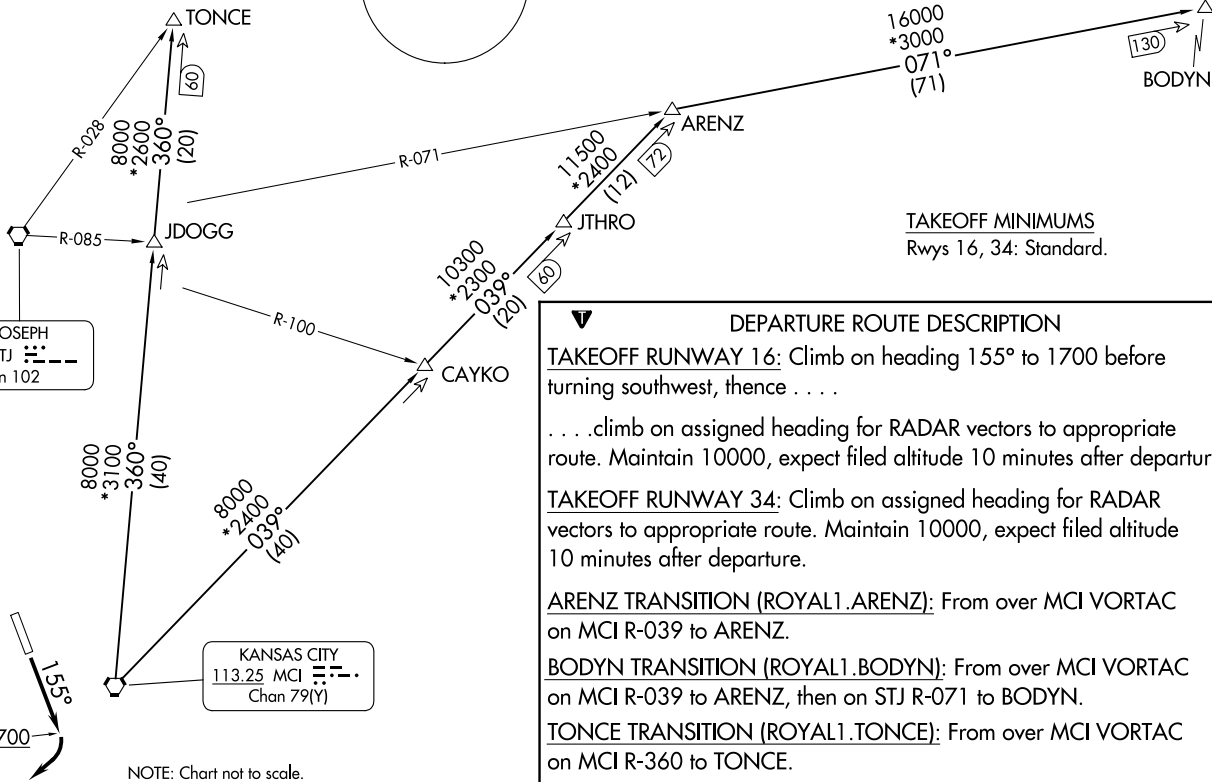 TONCE
60
R-028
8000
*2600
360°
(20)
R-085
JDOGG
OSEPH
TJ
n 102
8000
*3100
360°
(40)
R-071
R-100
ARENZ
11500
*2400
(12)
72
JTHRO
10300
*2300
039°
(20)
60
CAYKO
8000
*2400
039°
(40)
16000
*3000
071°
(71)
130
BODYN
TAKEOFF MINIMUMS
Rwys 16, 34: Standard.
KANSAS CITY
113.25 MCI
Chan 79(Y)
155°
700
NOTE: Chart not to scale.
T
DEPARTURE ROUTE DESCRIPTION
TAKEOFF RUNWAY 16: Climb on heading 155° to 1700 before
turning southwest, thence . . . .
. . . .climb on assigned heading for RADAR vectors to appropriate
route. Maintain 10000, expect filed altitude 10 minutes after departur
TAKEOFF RUNWAY 34: Climb on assigned heading for RADAR
vectors to appropriate route. Maintain 10000, expect filed altitude
10 minutes after departure.
ARENZ TRANSITION (ROYAL1.ARENZ): From over MCI VORTAC
on MCI R-039 to ARENZ.
BODYN TRANSITION (ROYAL1.BODYN): From over MCI VORTAC
on MCI R-039 to ARENZ, then on STJ R-071 to BODYN.
TONCE TRANSITION (ROYAL1.TONCE): From over MCI VORTAC
on MCI R-360 to TONCE.